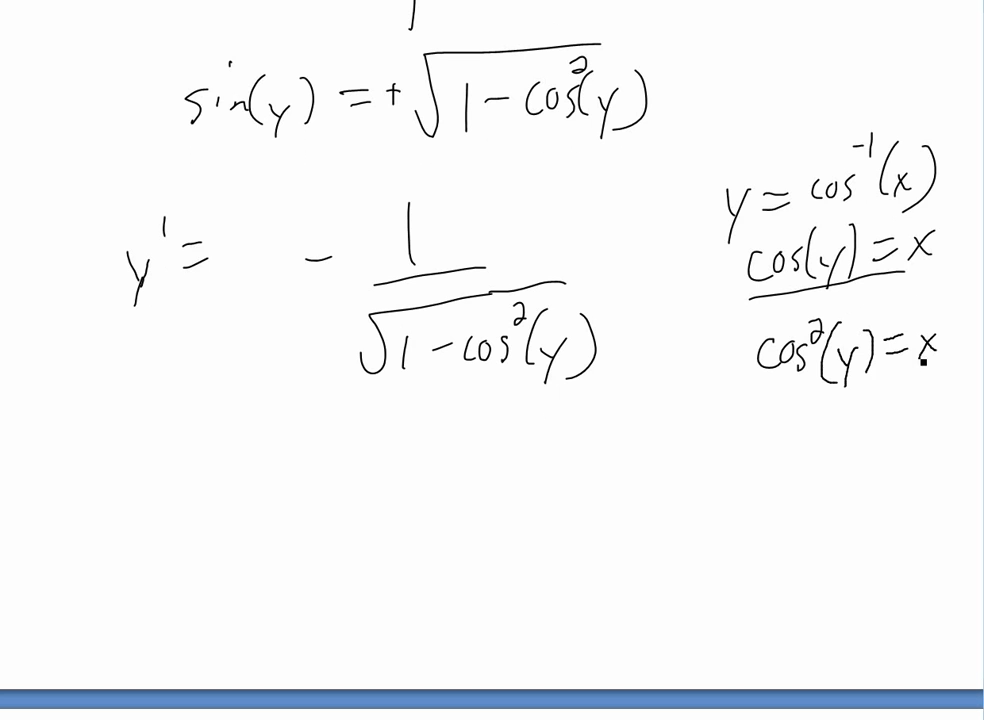 sin(y) = + √(1 - cos²(y))
y = cos⁻¹(x)
cos(y) = x
y' = - 1/√(1 - cos²(y))
cos²(y) = x